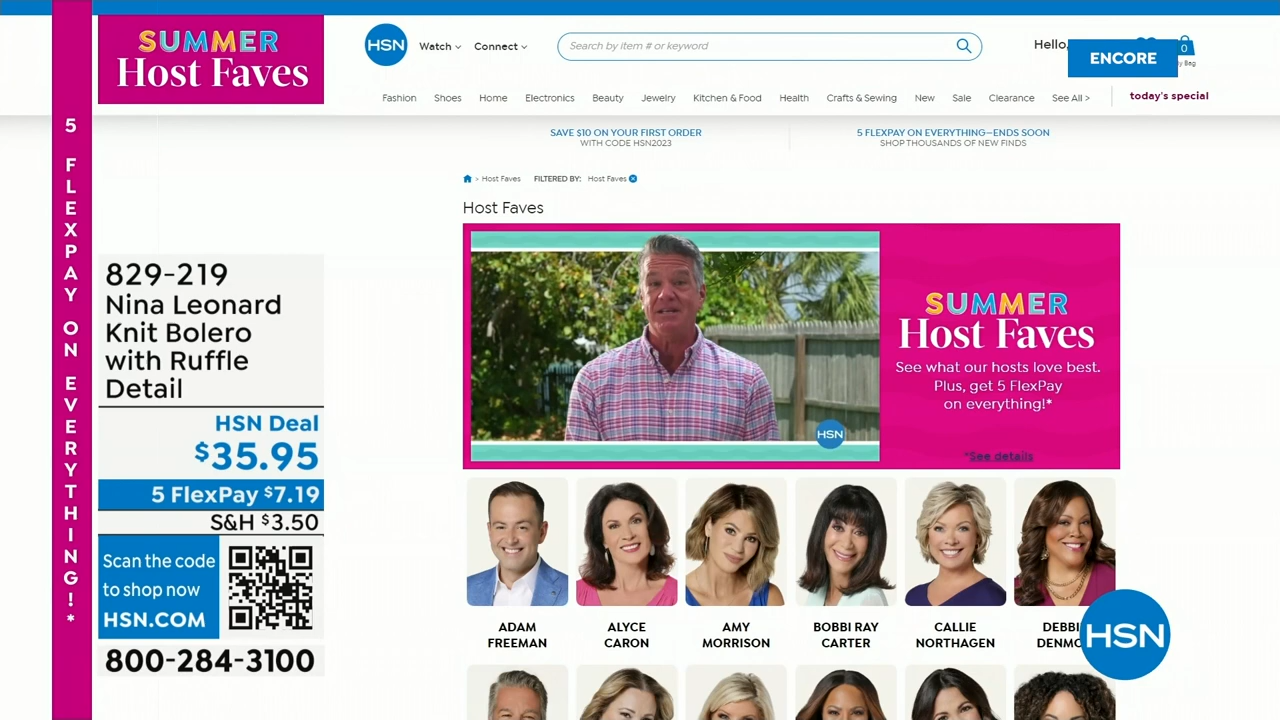 5 FLEXPAY ON EVERYTHING!*
SUMMER
Host Faves
HSN
Watch
Connect
Search by item # or keyword
Hello,
ENCORE
0
y Bag
Fashion
Shoes
Home
Electronics
Beauty
Jewelry
Kitchen & Food
Health
Crafts & Sewing
New
Sale
Clearance
See All >
today's special
SAVE $10 ON YOUR FIRST ORDER
WITH CODE HSN2023
5 FLEXPAY ON EVERYTHING—ENDS SOON
SHOP THOUSANDS OF NEW FINDS
> Host Faves
FILTERED BY: Host Faves
Host Faves
HSN
SUMMER
Host Faves
See what our hosts love best.
Plus, get 5 FlexPay
on everything!*
*See details
829-219
Nina Leonard
Knit Bolero
with Ruffle
Detail
HSN Deal
$35.95
5 FlexPay $7.19
S&H $3.50
Scan the code
to shop now
HSN.COM
800-284-3100
ADAM
FREEMAN
ALYCE
CARON
AMY
MORRISON
BOBBI RAY
CARTER
CALLIE
NORTHAGEN
DEBBI
DENMO
HSN